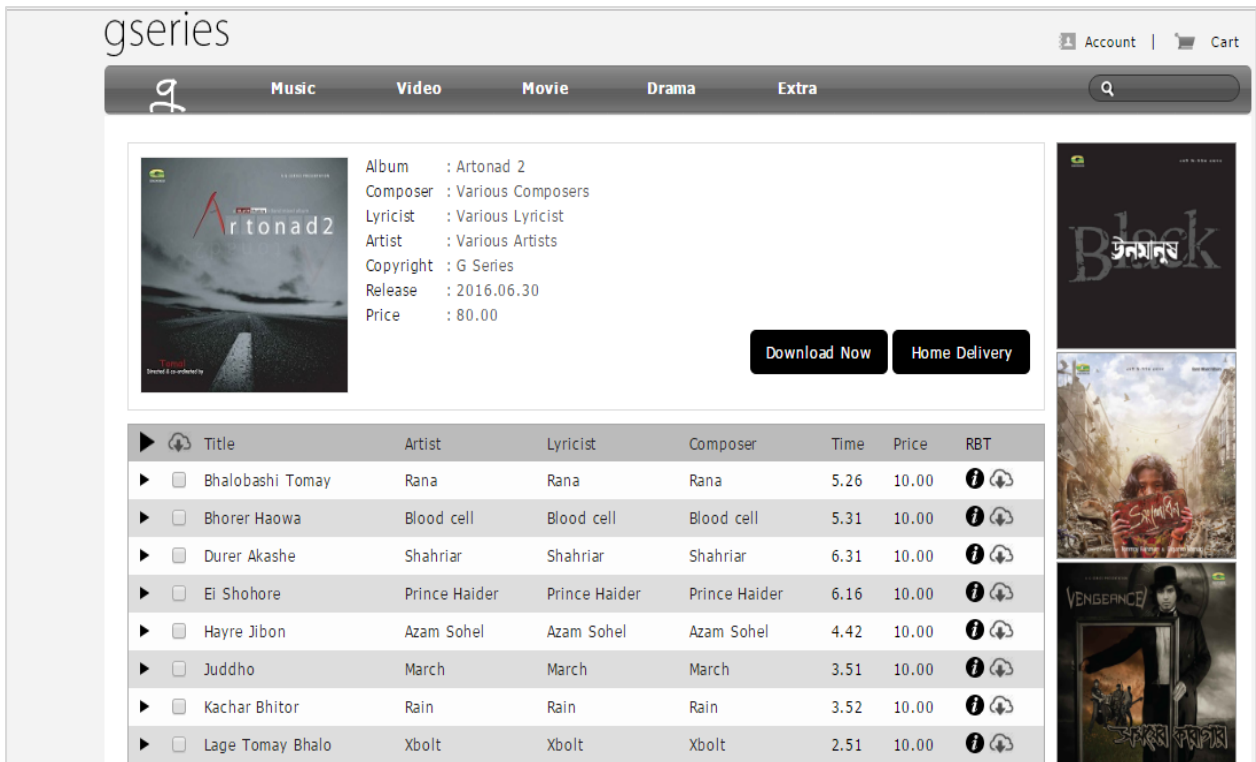 gseries
Account | Cart
g Music Video Movie Drama Extra
Artonad2
Tomal
Directed & co-ordinated by
Album : Artonad 2
Composer : Various Composers
Lyricist : Various Lyricist
Artist : Various Artists
Copyright : G Series
Release : 2016.06.30
Price : 80.00
Download Now Home Delivery
Title Artist Lyricist Composer Time Price RBT
Bhalobashi Tomay Rana Rana Rana 5.26 10.00
Bhorer Haowa Blood cell Blood cell Blood cell 5.31 10.00
Durer Akashe Shahriar Shahriar Shahriar 6.31 10.00
Ei Shohore Prince Haider Prince Haider Prince Haider 6.16 10.00
Hayre Jibon Azam Sohel Azam Sohel Azam Sohel 4.42 10.00
Juddho March March March 3.51 10.00
Kachar Bhitor Rain Rain Rain 3.52 10.00
Lage Tomay Bhalo Xbolt Xbolt Xbolt 2.51 10.00
Black
উনমানুষ
VENGEANCE